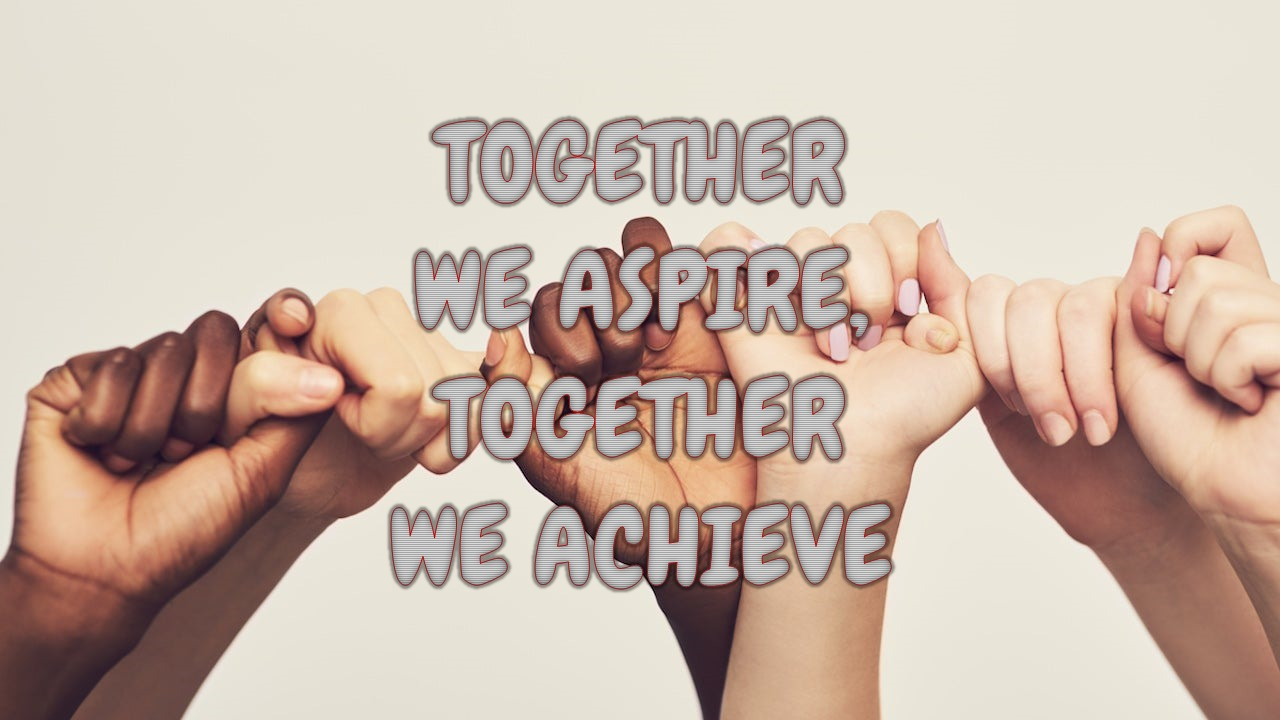 TOGETHER
WE ASPIRE,
TOGETHER
WE ACHIEVE